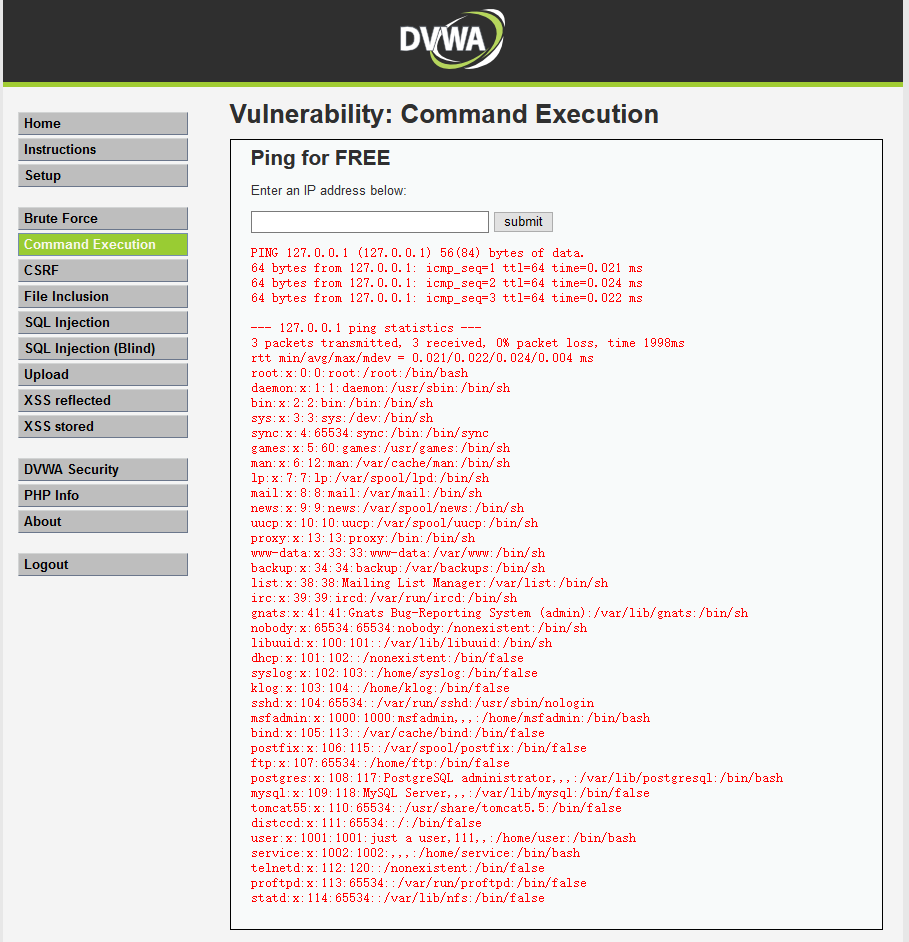 DVWA
Home
Instructions
Setup
Brute Force
Command Execution
CSRF
File Inclusion
SQL Injection
SQL Injection (Blind)
Upload
XSS reflected
XSS stored
DVWA Security
PHP Info
About
Logout
Vulnerability: Command Execution
Ping for FREE
Enter an IP address below:
submit
PING 127.0.0.1 (127.0.0.1) 56(84) bytes of data.
64 bytes from 127.0.0.1: icmp_seq=1 ttl=64 time=0.021 ms
64 bytes from 127.0.0.1: icmp_seq=2 ttl=64 time=0.024 ms
64 bytes from 127.0.0.1: icmp_seq=3 ttl=64 time=0.022 ms
--- 127.0.0.1 ping statistics ---
3 packets transmitted, 3 received, 0% packet loss, time 1998ms
rtt min/avg/max/mdev = 0.021/0.022/0.024/0.004 ms
root:x:0:0:root:/root:/bin/bash
daemon:x:1:1:daemon:/usr/sbin:/bin/sh
bin:x:2:2:bin:/bin:/bin/sh
sys:x:3:3:sys:/dev:/bin/sh
sync:x:4:65534:sync:/bin:/bin/sync
games:x:5:60:games:/usr/games:/bin/sh
man:x:6:12:man:/var/cache/man:/bin/sh
lp:x:7:7:lp:/var/spool/lpd:/bin/sh
mail:x:8:8:mail:/var/mail:/bin/sh
news:x:9:9:news:/var/spool/news:/bin/sh
uucp:x:10:10:uucp:/var/spool/uucp:/bin/sh
proxy:x:13:13:proxy:/bin:/bin/sh
www-data:x:33:33:www-data:/var/www:/bin/sh
backup:x:34:34:backup:/var/backups:/bin/sh
list:x:38:38:Mailing List Manager:/var/list:/bin/sh
irc:x:39:39:ircd:/var/run/ircd:/bin/sh
gnats:x:41:41:Gnats Bug-Reporting System (admin):/var/lib/gnats:/bin/sh
nobody:x:65534:65534:nobody:/nonexistent:/bin/sh
libuuid:x:100:101::/var/lib/libuuid:/bin/sh
dhcp:x:101:102::/nonexistent:/bin/false
syslog:x:102:103::/home/syslog:/bin/false
klog:x:103:104::/home/klog:/bin/false
sshd:x:104:65534::/var/run/sshd:/usr/sbin/nologin
msfadmin:x:1000:1000:msfadmin,,,:/home/msfadmin:/bin/bash
bind:x:105:113::/var/cache/bind:/bin/false
postfix:x:106:115::/var/spool/postfix:/bin/false
ftp:x:107:65534::/home/ftp:/bin/false
postgres:x:108:117:PostgreSQL administrator,,,:/var/lib/postgresql:/bin/bash
mysql:x:109:118:MySQL Server,,,:/var/lib/mysql:/bin/false
tomcat55:x:110:65534::/usr/share/tomcat5.5:/bin/false
distccd:x:111:65534::/:/bin/false
user:x:1001:1001:just a user,111,,:/home/user:/bin/bash
service:x:1002:1002:,,,:/home/service:/bin/bash
telnetd:x:112:120::/nonexistent:/bin/false
proftpd:x:113:65534::/var/run/proftpd:/bin/false
statd:x:114:65534::/var/lib/nfs:/bin/false